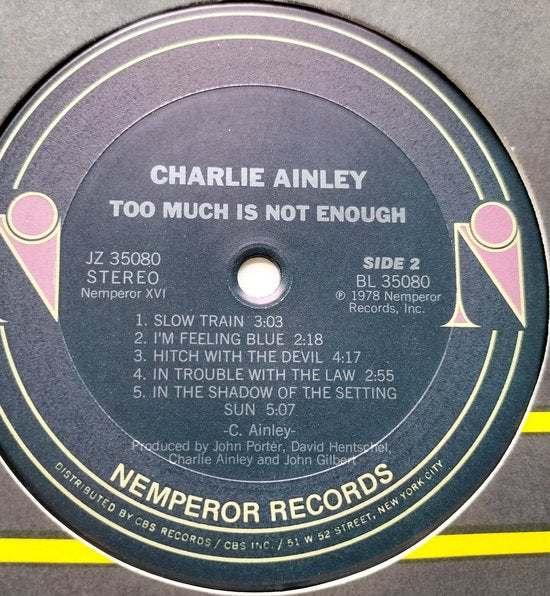 CHARLIE AINLEY
TOO MUCH IS NOT ENOUGH
JZ 35080
STEREO
Nemperor XVI
SIDE 2
BL 35080
℗ 1978 Nemperor
Records, Inc.
1. SLOW TRAIN 3:03
2. I'M FEELING BLUE 2:18
3. HITCH WITH THE DEVIL 4:17
4. IN TROUBLE WITH THE LAW 2:55
5. IN THE SHADOW OF THE SETTING
SUN 5:07
-C. Ainley-
Produced by John Porter, David Hentschel,
Charlie Ainley and John Gilbert
NEMPEROR RECORDS
DISTRIBUTED BY CBS RECORDS / CBS INC. / 51 W 52 STREET, NEW YORK CITY